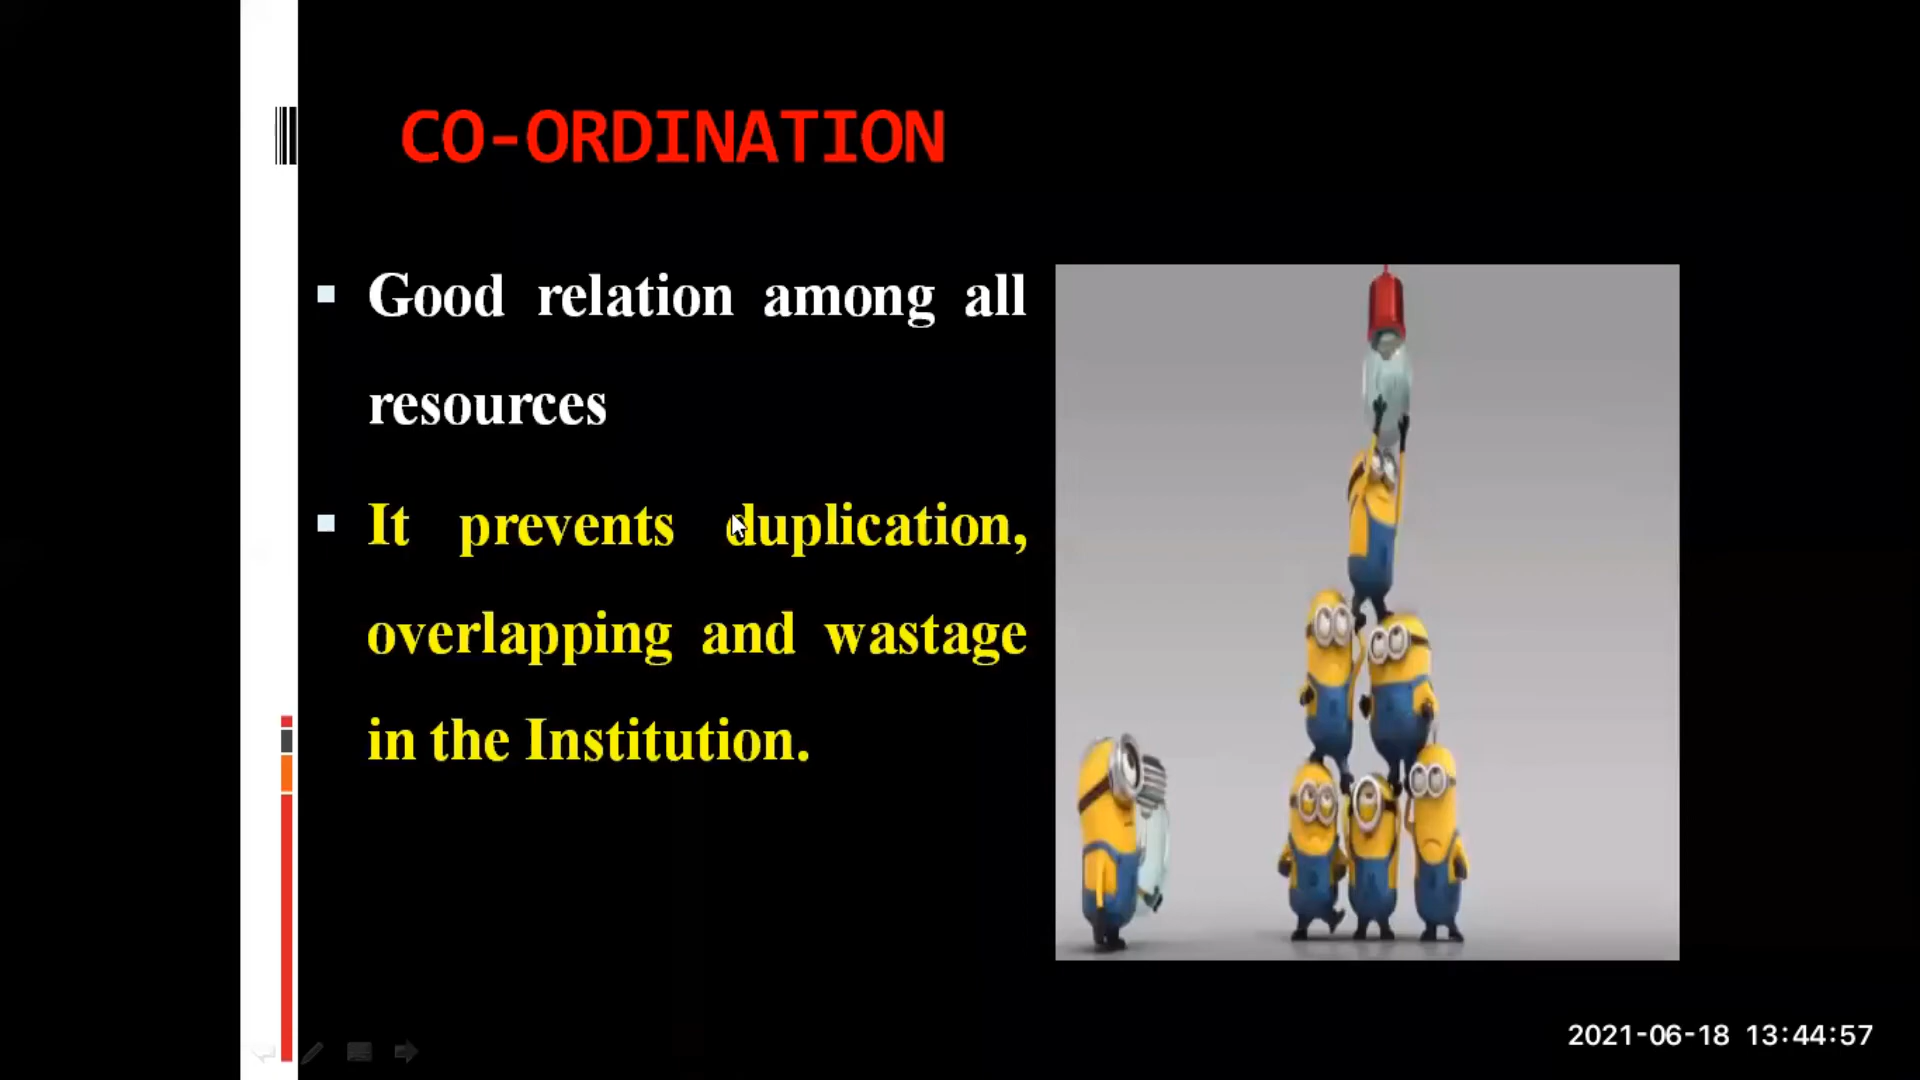 CO-ORDINATION
Good relation among all
resources
It prevents duplication,
overlapping and wastage
in the Institution.
2021-06-18 13:44:57